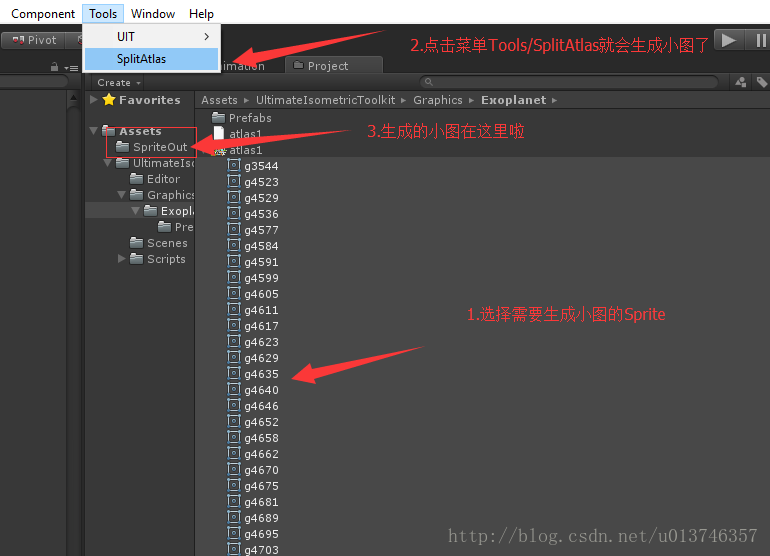 Component Tools Window Help
Pivot
UIT
SplitAtlas
2.点击菜单Tools/SplitAtlas就会生成小图了
Project
Create
Favorites
Assets UltimateIsometricToolkit Graphics Exoplanet
Prefabs
Assets
atlas1
3.生成的小图在这里啦
SpriteOut
atlas1
UltimateIso
g3544
Editor
g4523
Graphics
g4529
Exoplan
g4536
Pre
g4577
Scenes
g4584
Scripts
g4591
g4599
g4605
g4611
1.选择需要生成小图的Sprite
g4617
g4623
g4629
g4635
g4640
g4646
g4652
g4658
g4662
g4670
g4675
g4681
g4689
g4695
g4703
http://blog.csdn.net/u013746357